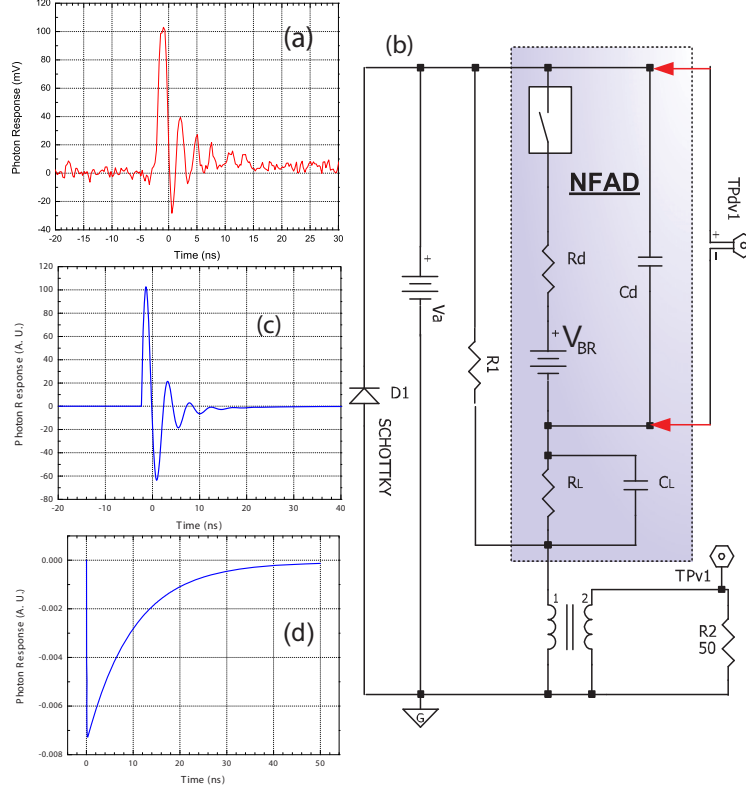 (a)
Photon Response (mV)
120
100
80
60
40
20
0
-20
-40
-20 -15 -10 -5 0 5 10 15 20 25 30
Time (ns)
(c)
Photon Response (A. U.)
120
100
80
60
40
20
0
-20
-40
-60
-80
-20 -10 0 10 20 30 40
Time (ns)
(d)
Photon Response (A. U.)
0.000
-0.002
-0.004
-0.006
-0.008
0 10 20 30 40 50
Time (ns)
(b)
NFAD
Rd
Cd
+
VBR
+
Va
R1
D1
SCHOTTKY
RL
CL
TPdv1
+
-
1 2
TPv1
R2
50
G